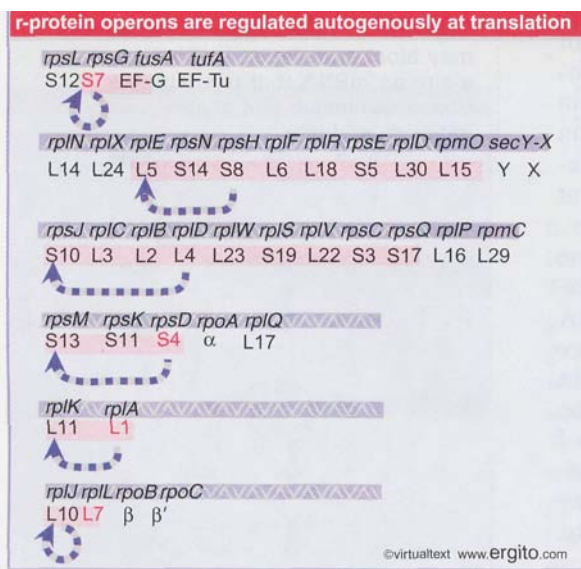 r-protein operons are regulated autogenously at translation
rpsL rpsG fusA tufA
S12 S7 EF-G EF-Tu
rplN rplX rplE rpsN rpsH rplF rplR rpsE rplD rpmO secY-X
L14 L24 L5 S14 S8 L6 L18 S5 L30 L15 Y X
rpsJ rplC rplB rplD rplW rplS rplV rpsC rpsQ rplP rpmC
S10 L3 L2 L4 L23 S19 L22 S3 S17 L16 L29
rpsM rpsK rpsD rpoA rplQ
S13 S11 S4 α L17
rplK rplA
L11 L1
rplJ rplL rpoB rpoC
L10 L7 β β'
©virtualtext www.ergito.com